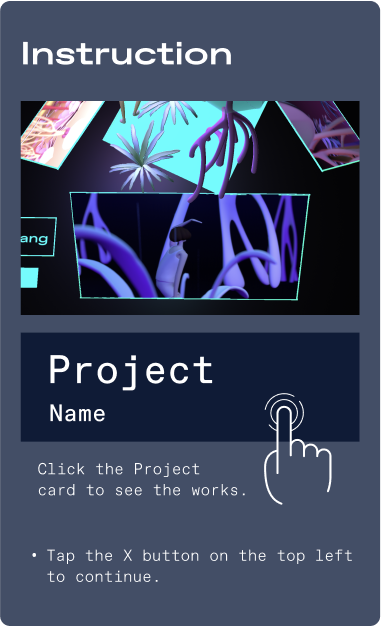 Instruction
ang
Project
Name
Click the Project
card to see the works.
• Tap the X button on the top left
to continue.